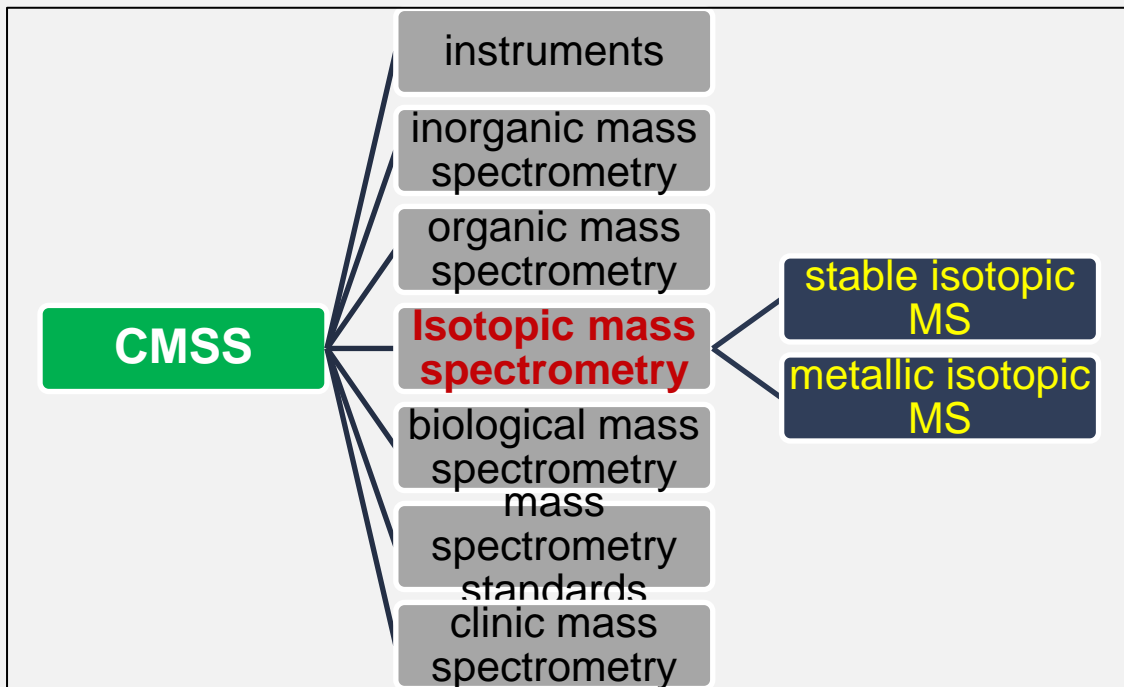 instruments
inorganic mass
spectrometry
organic mass
spectrometry
CMSS
Isotopic mass
spectrometry
stable isotopic
MS
metallic isotopic
MS
biological mass
spectrometry
mass
spectrometry
standards
clinic mass
spectrometry